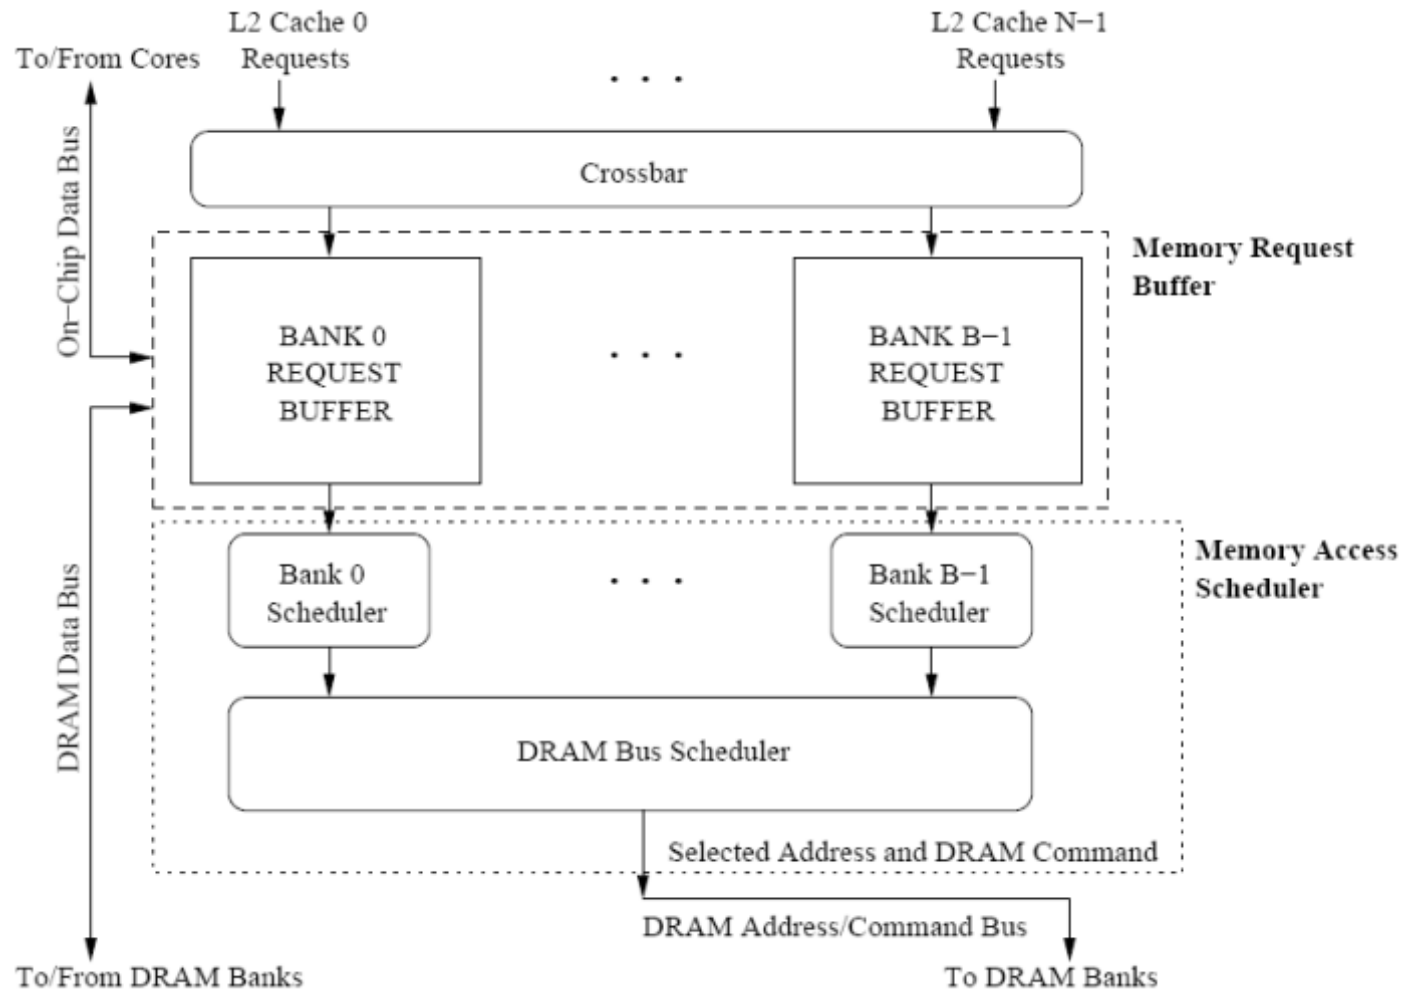 L2 Cache 0
Requests
L2 Cache N−1
Requests
To/From Cores
. . .
On−Chip Data Bus
Crossbar
Memory Request
Buffer
BANK 0
REQUEST
BUFFER
. . .
BANK B−1
REQUEST
BUFFER
Memory Access
Scheduler
Bank 0
Scheduler
. . .
Bank B−1
Scheduler
DRAM Data Bus
DRAM Bus Scheduler
Selected Address and DRAM Command
DRAM Address/Command Bus
To/From DRAM Banks
To DRAM Banks